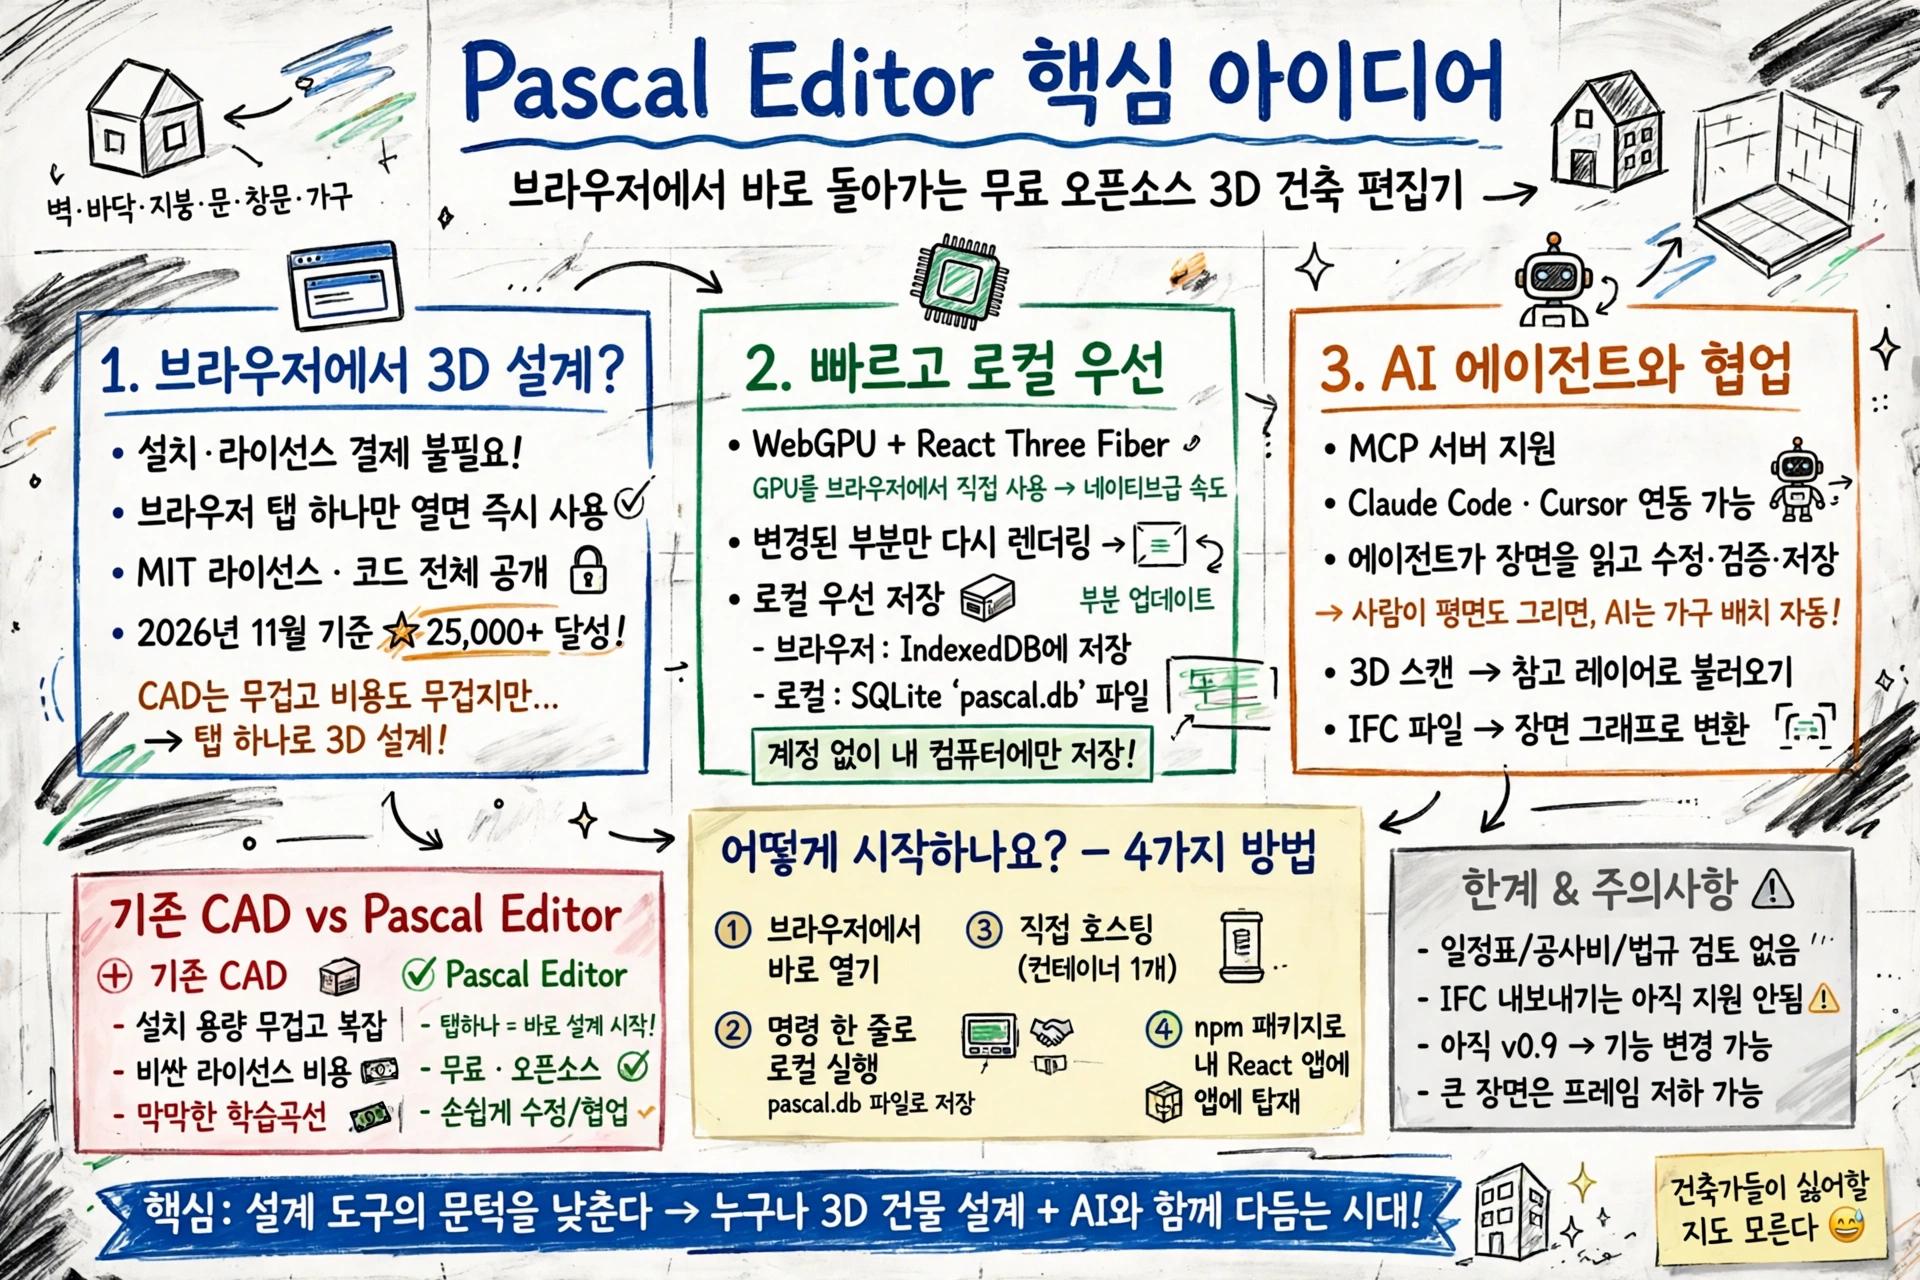 Pascal Editor 핵심 아이디어
브라우저에서 바로 돌아가는 무료 오픈소스 3D 건축 편집기
벽·바닥·지붕·문·창문·가구
1. 브라우저에서 3D 설계?
• 설치·라이선스 결제 불필요!
• 브라우저 탭 하나만 열면 즉시 사용
• MIT 라이선스 · 코드 전체 공개
• 2026년 11월 기준 25,000+ 달성!
CAD는 무겁고 비용도 무겁지만...
→ 탭 하나로 3D 설계!
2. 빠르고 로컬 우선
• WebGPU + React Three Fiber
GPU를 브라우저에서 직접 사용 → 네이티브급 속도
• 변경된 부분만 다시 렌더링 →
• 로컬 우선 저장
부분 업데이트
- 브라우저 : IndexedDB에 저장
- 로컬 : SQLite ‘pascal.db’ 파일
계정 없이 내 컴퓨터에만 저장!
3. AI 에이전트와 협업
• MCP 서버 지원
• Claude Code · Cursor 연동 가능
• 에이전트가 장면을 읽고 수정·검증·저장
→ 사람이 평면도 그리면, AI는 가구 배치 자동!
• 3D 스캔 → 참고 레이어로 불러오기
• IFC 파일 → 장면 그래프로 변환
기존 CAD vs Pascal Editor
기존 CAD
- 설치 용량 무겁고 복잡
- 비싼 라이선스 비용
- 막막한 학습곡선
Pascal Editor
- 탭하나 = 바로 설계 시작!
- 무료 · 오픈소스
- 손쉽게 수정/협업
어떻게 시작하나요? – 4가지 방법
① 브라우저에서
바로 열기
② 명령 한 줄로
로컬 실행
pascal.db 파일로 저장
③ 직접 호스팅
(컨테이너 1개)
④ npm 패키지로
내 React 앱에
앱에 탑재
한계 & 주의사항
- 일정표/공사비/법규 검토 없음
- IFC 내보내기는 아직 지원 안됨
- 아직 v0.9 → 기능 변경 가능
- 큰 장면은 프레임 저하 가능
핵심: 설계 도구의 문턱을 낮춘다 → 누구나 3D 건물 설계 + AI와 함께 다듬는 시대!
건축가들이 싫어할
지도 모른다 😅